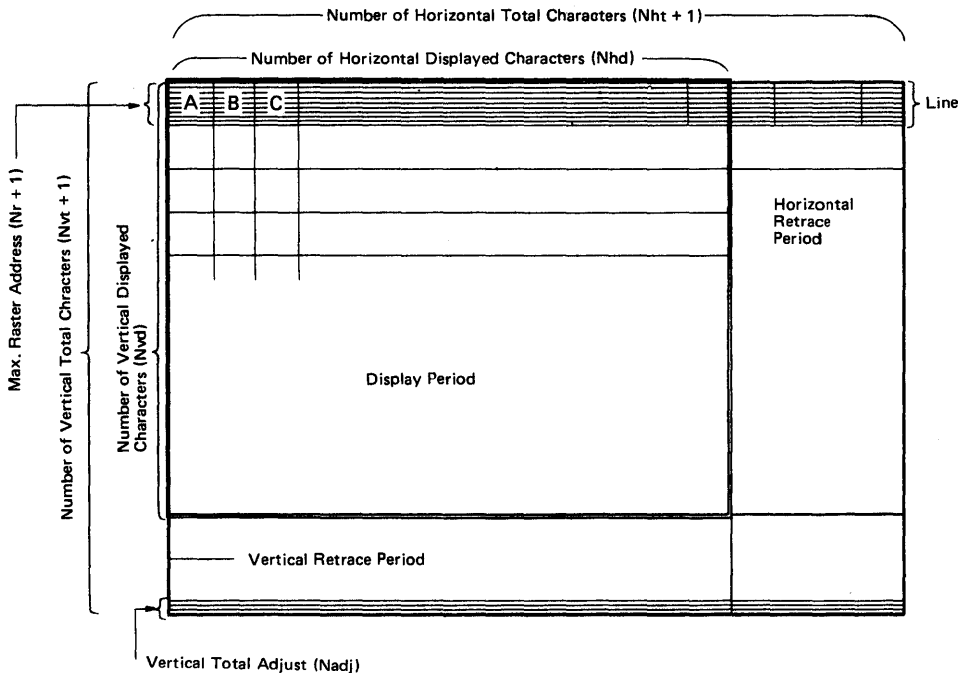 Number of Horizontal Total Characters (Nht + 1)
Number of Horizontal Displayed Characters (Nhd)
A B C
Line
Max. Raster Address (Nr + 1)
Number of Vertical Total Chracters (Nvt + 1)
Number of Vertical Displayed
Characters (Nvd)
Horizontal
Retrace
Period
Display Period
Vertical Retrace Period
Vertical Total Adjust (Nadj)